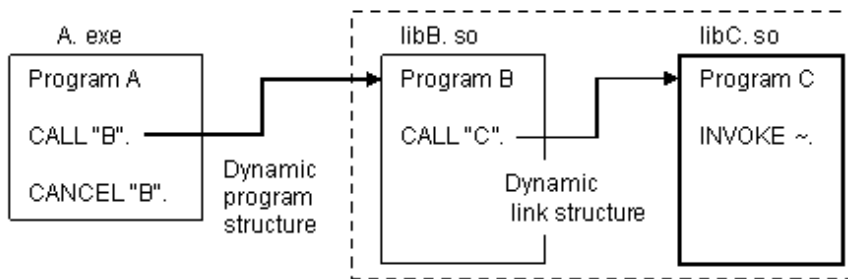 A. exe
Program A
CALL "B".
CANCEL "B".
Dynamic
program
structure
libB. so
Program B
CALL "C".
Dynamic
link structure
libC. so
Program C
INVOKE ~.